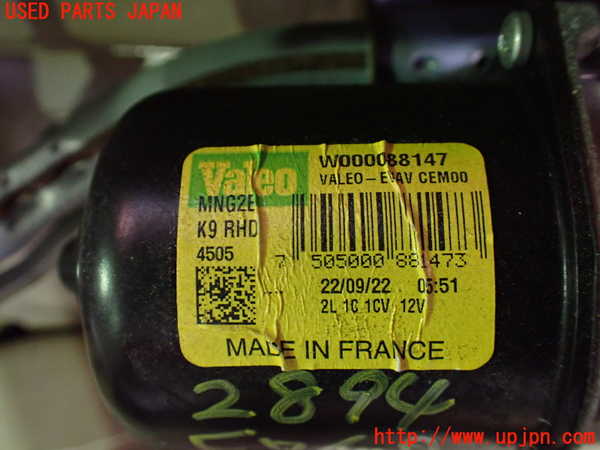 USED PARTS JAPAN
Valeo
W000088147
VALEO-E/AV CEM00
MNG2E
K9 RHD
4505
7 505000 881473
22/09/22 05:51
2L 1C 1CV 12V
MADE IN FRANCE
2894
http://www.upjpn.com/